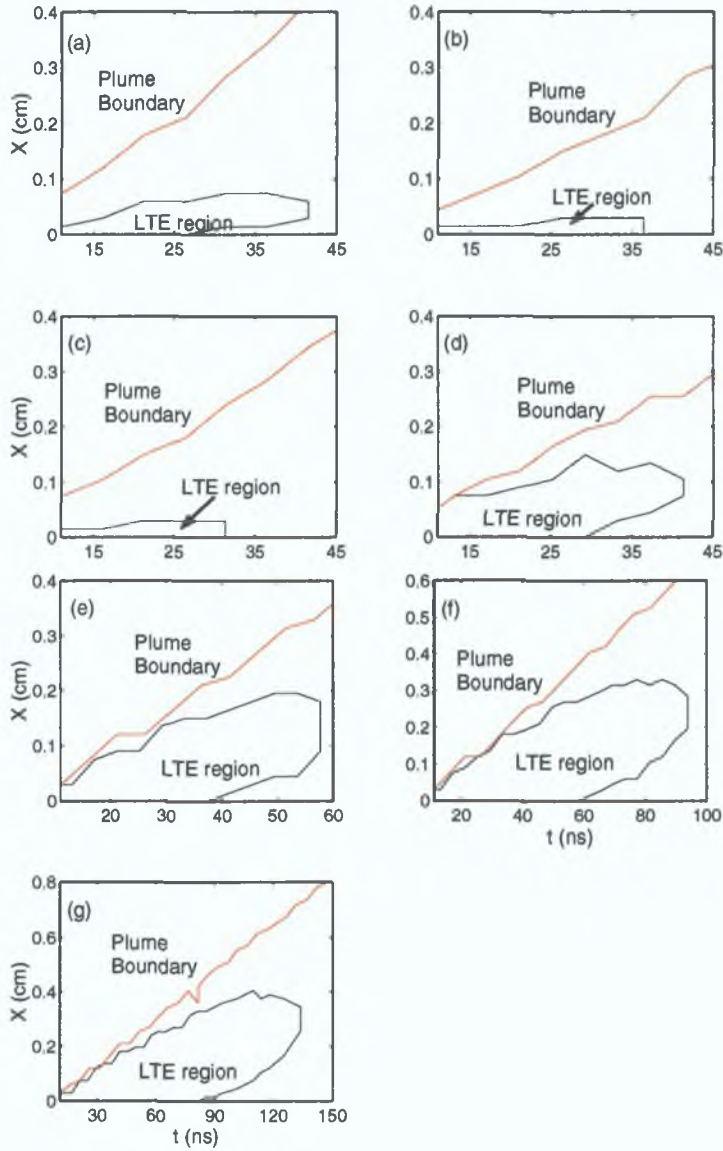 (a)
Plume
Boundary
LTE region
X (cm)
0.4
0.3
0.2
0.1
0
15 25 35 45
(b)
Plume
Boundary
LTE region
0.4
0.3
0.2
0.1
0
15 25 35 45
(c)
Plume
Boundary
LTE region
X (cm)
0.4
0.3
0.2
0.1
0
15 25 35 45
(d)
Plume
Boundary
LTE region
0.4
0.3
0.2
0.1
0
15 25 35 45
(e)
Plume
Boundary
LTE region
X (cm)
0.4
0.3
0.2
0.1
0
20 30 40 50 60
(f)
Plume
Boundary
LTE region
0.6
0.5
0.4
0.3
0.2
0.1
0
20 40 60 80 100
t (ns)
(g)
Plume
Boundary
LTE region
X (cm)
0.8
0.6
0.4
0.2
0
30 60 90 120 150
t (ns)